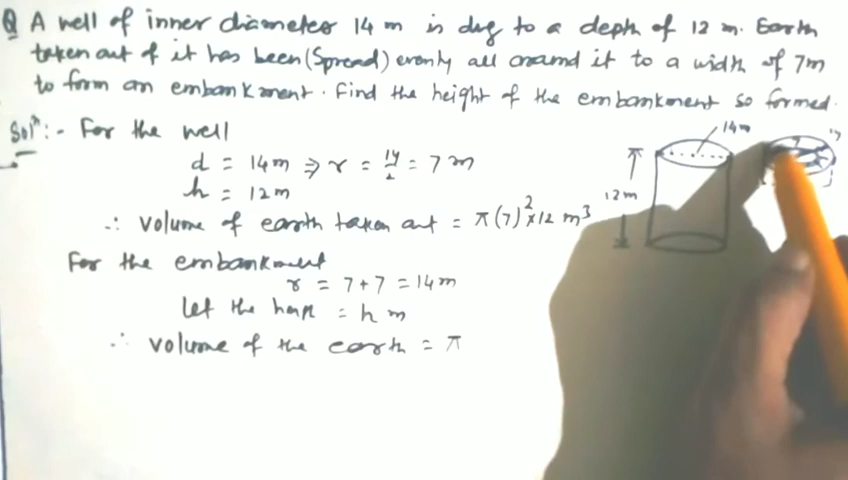 Q A well of inner diameter 14 m is dug to a depth of 12 m. Earth
taken out of it has been (Spread) evenly all around it to a width of 7m
to form an embankment. Find the height of the embankment so formed.
Solⁿ:- For the well
d = 14m ⇒ r = 14/2 = 7 m
h = 12m
∴ volume of earth taken out = π(7)²×12 m³
For the embankment
r = 7+7 = 14m
Let the = h m
∴ volume of the earth = π
14m
12m